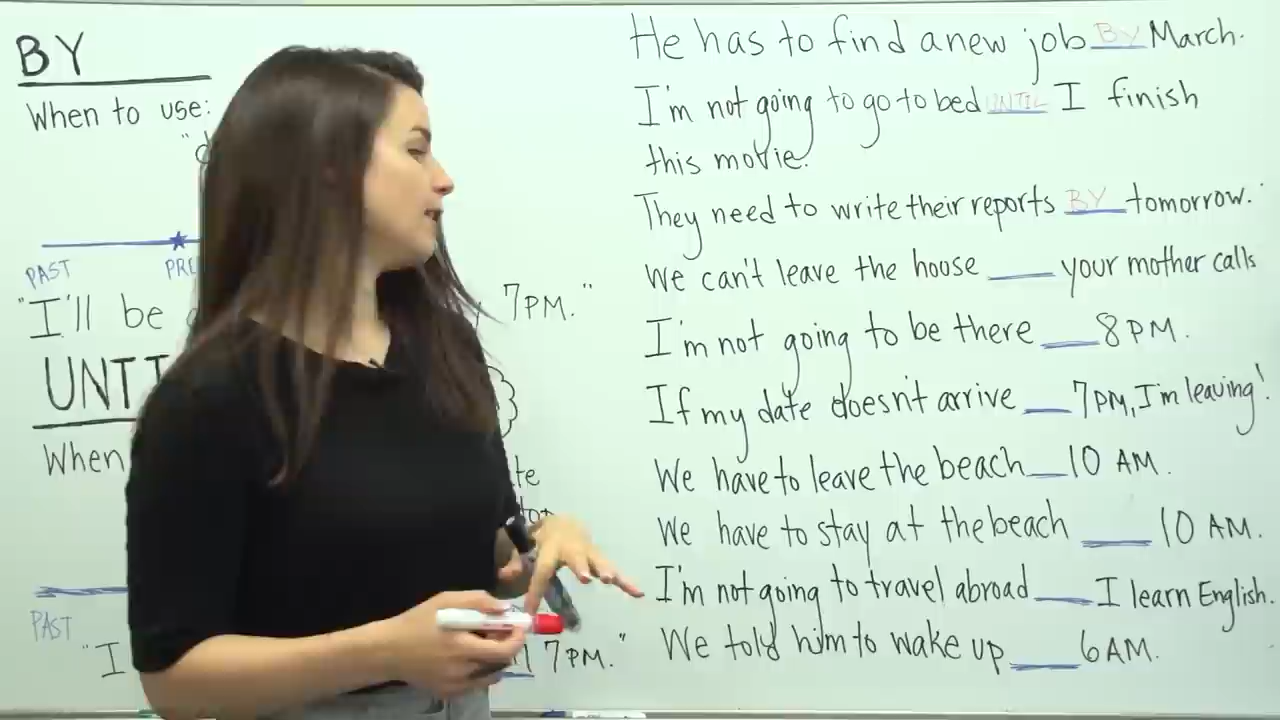 BY
When to use:
PAST
"I'll be 7PM."
UNTI
When
PAST
"I 7PM."
He has to find a new job BY March.
I'm not going to go to bed UNTIL I finish
this movie.
They need to write their reports BY tomorrow.
We can't leave the house ___ your mother calls
I'm not going to be there ___ 8 PM.
If my date doesn't arrive ___ 7PM, I'm leaving!
We have to leave the beach ___ 10 AM.
We have to stay at the beach ___ 10 AM.
I'm not going to travel abroad ___ I learn English.
We told him to wake up ___ 6 AM.